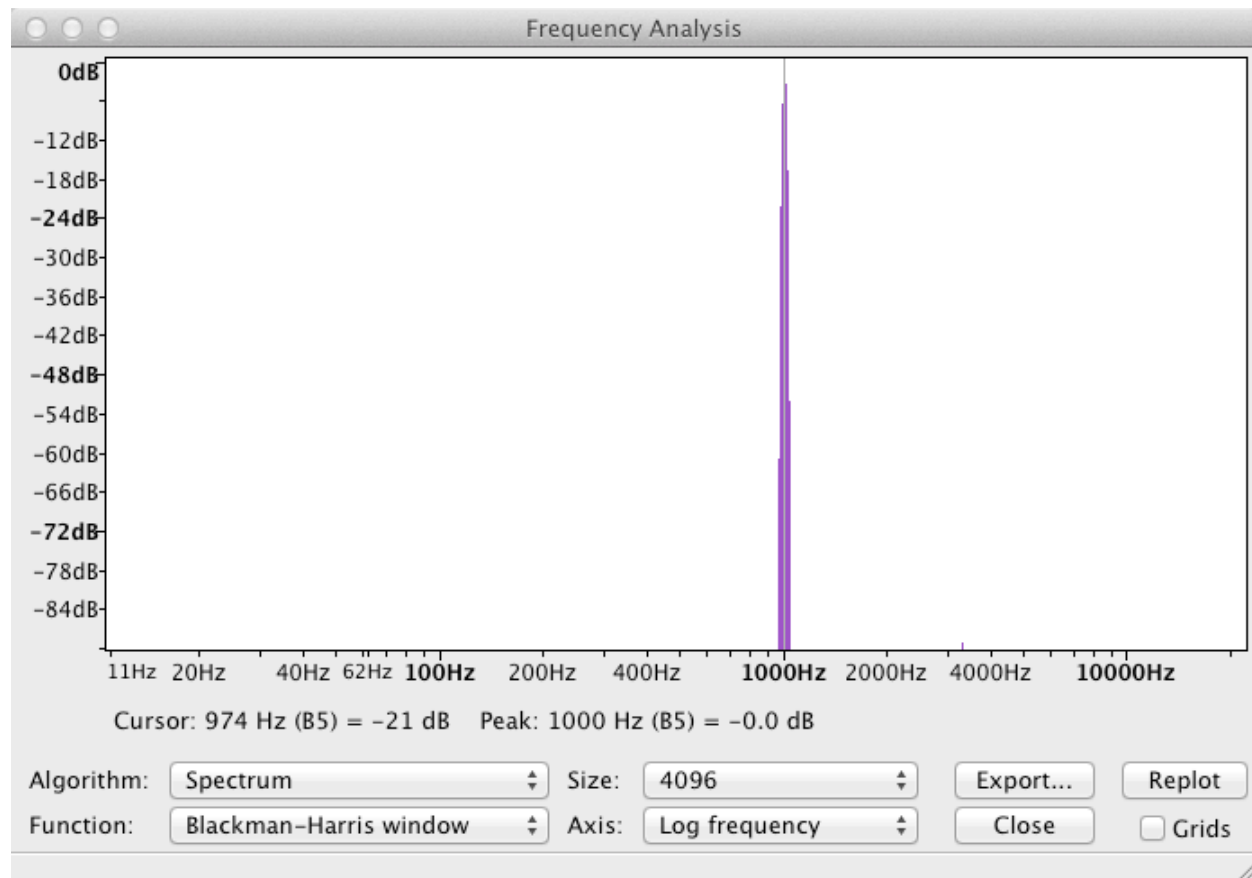 Frequency Analysis
0dB
-12dB
-18dB
-24dB
-30dB
-36dB
-42dB
-48dB
-54dB
-60dB
-66dB
-72dB
-78dB
-84dB
11Hz 20Hz 40Hz 62Hz 100Hz 200Hz 400Hz 1000Hz 2000Hz 4000Hz 10000Hz
Cursor: 974 Hz (B5) = -21 dB Peak: 1000 Hz (B5) = -0.0 dB
Algorithm: Spectrum Size: 4096 Export... Replot
Function: Blackman-Harris window Axis: Log frequency Close Grids